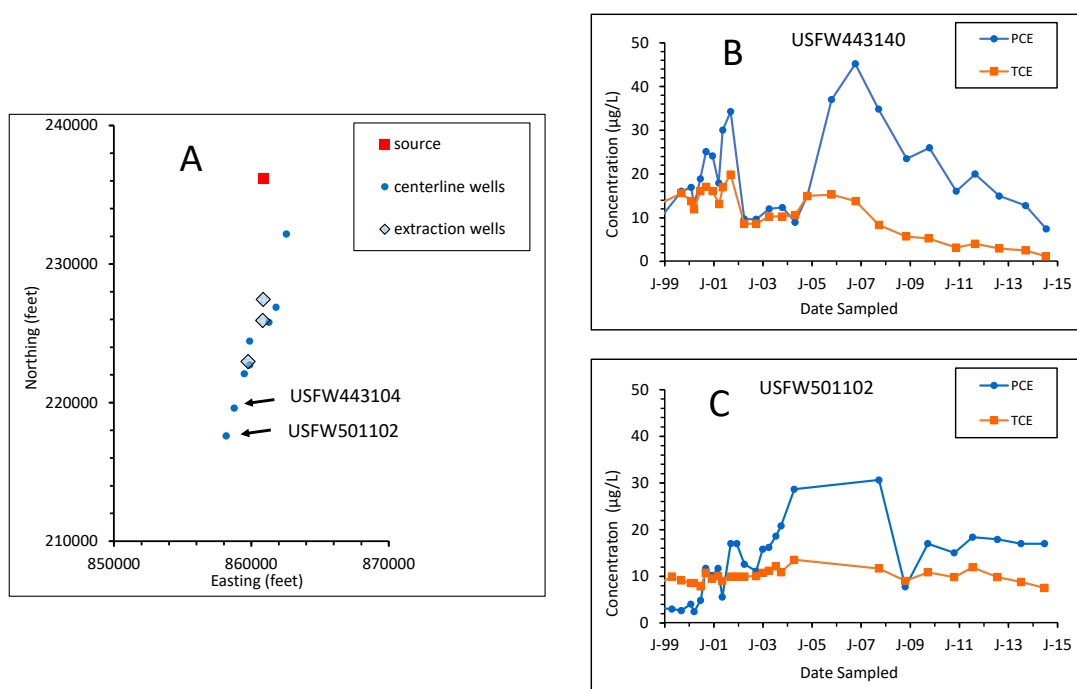 A
source
centerline wells
extraction wells
240000
230000
220000
210000
Northing (feet)
USFW443104
USFW501102
850000 860000 870000
Easting (feet)
B
USFW443140
PCE
TCE
50
40
30
20
10
0
Concentration (µg/L)
J-99 J-01 J-03 J-05 J-07 J-09 J-11 J-13 J-15
Date Sampled
C
USFW501102
PCE
TCE
50
40
30
20
10
0
Concentraton (µg/L)
J-99 J-01 J-03 J-05 J-07 J-09 J-11 J-13 J-15
Date Sampled